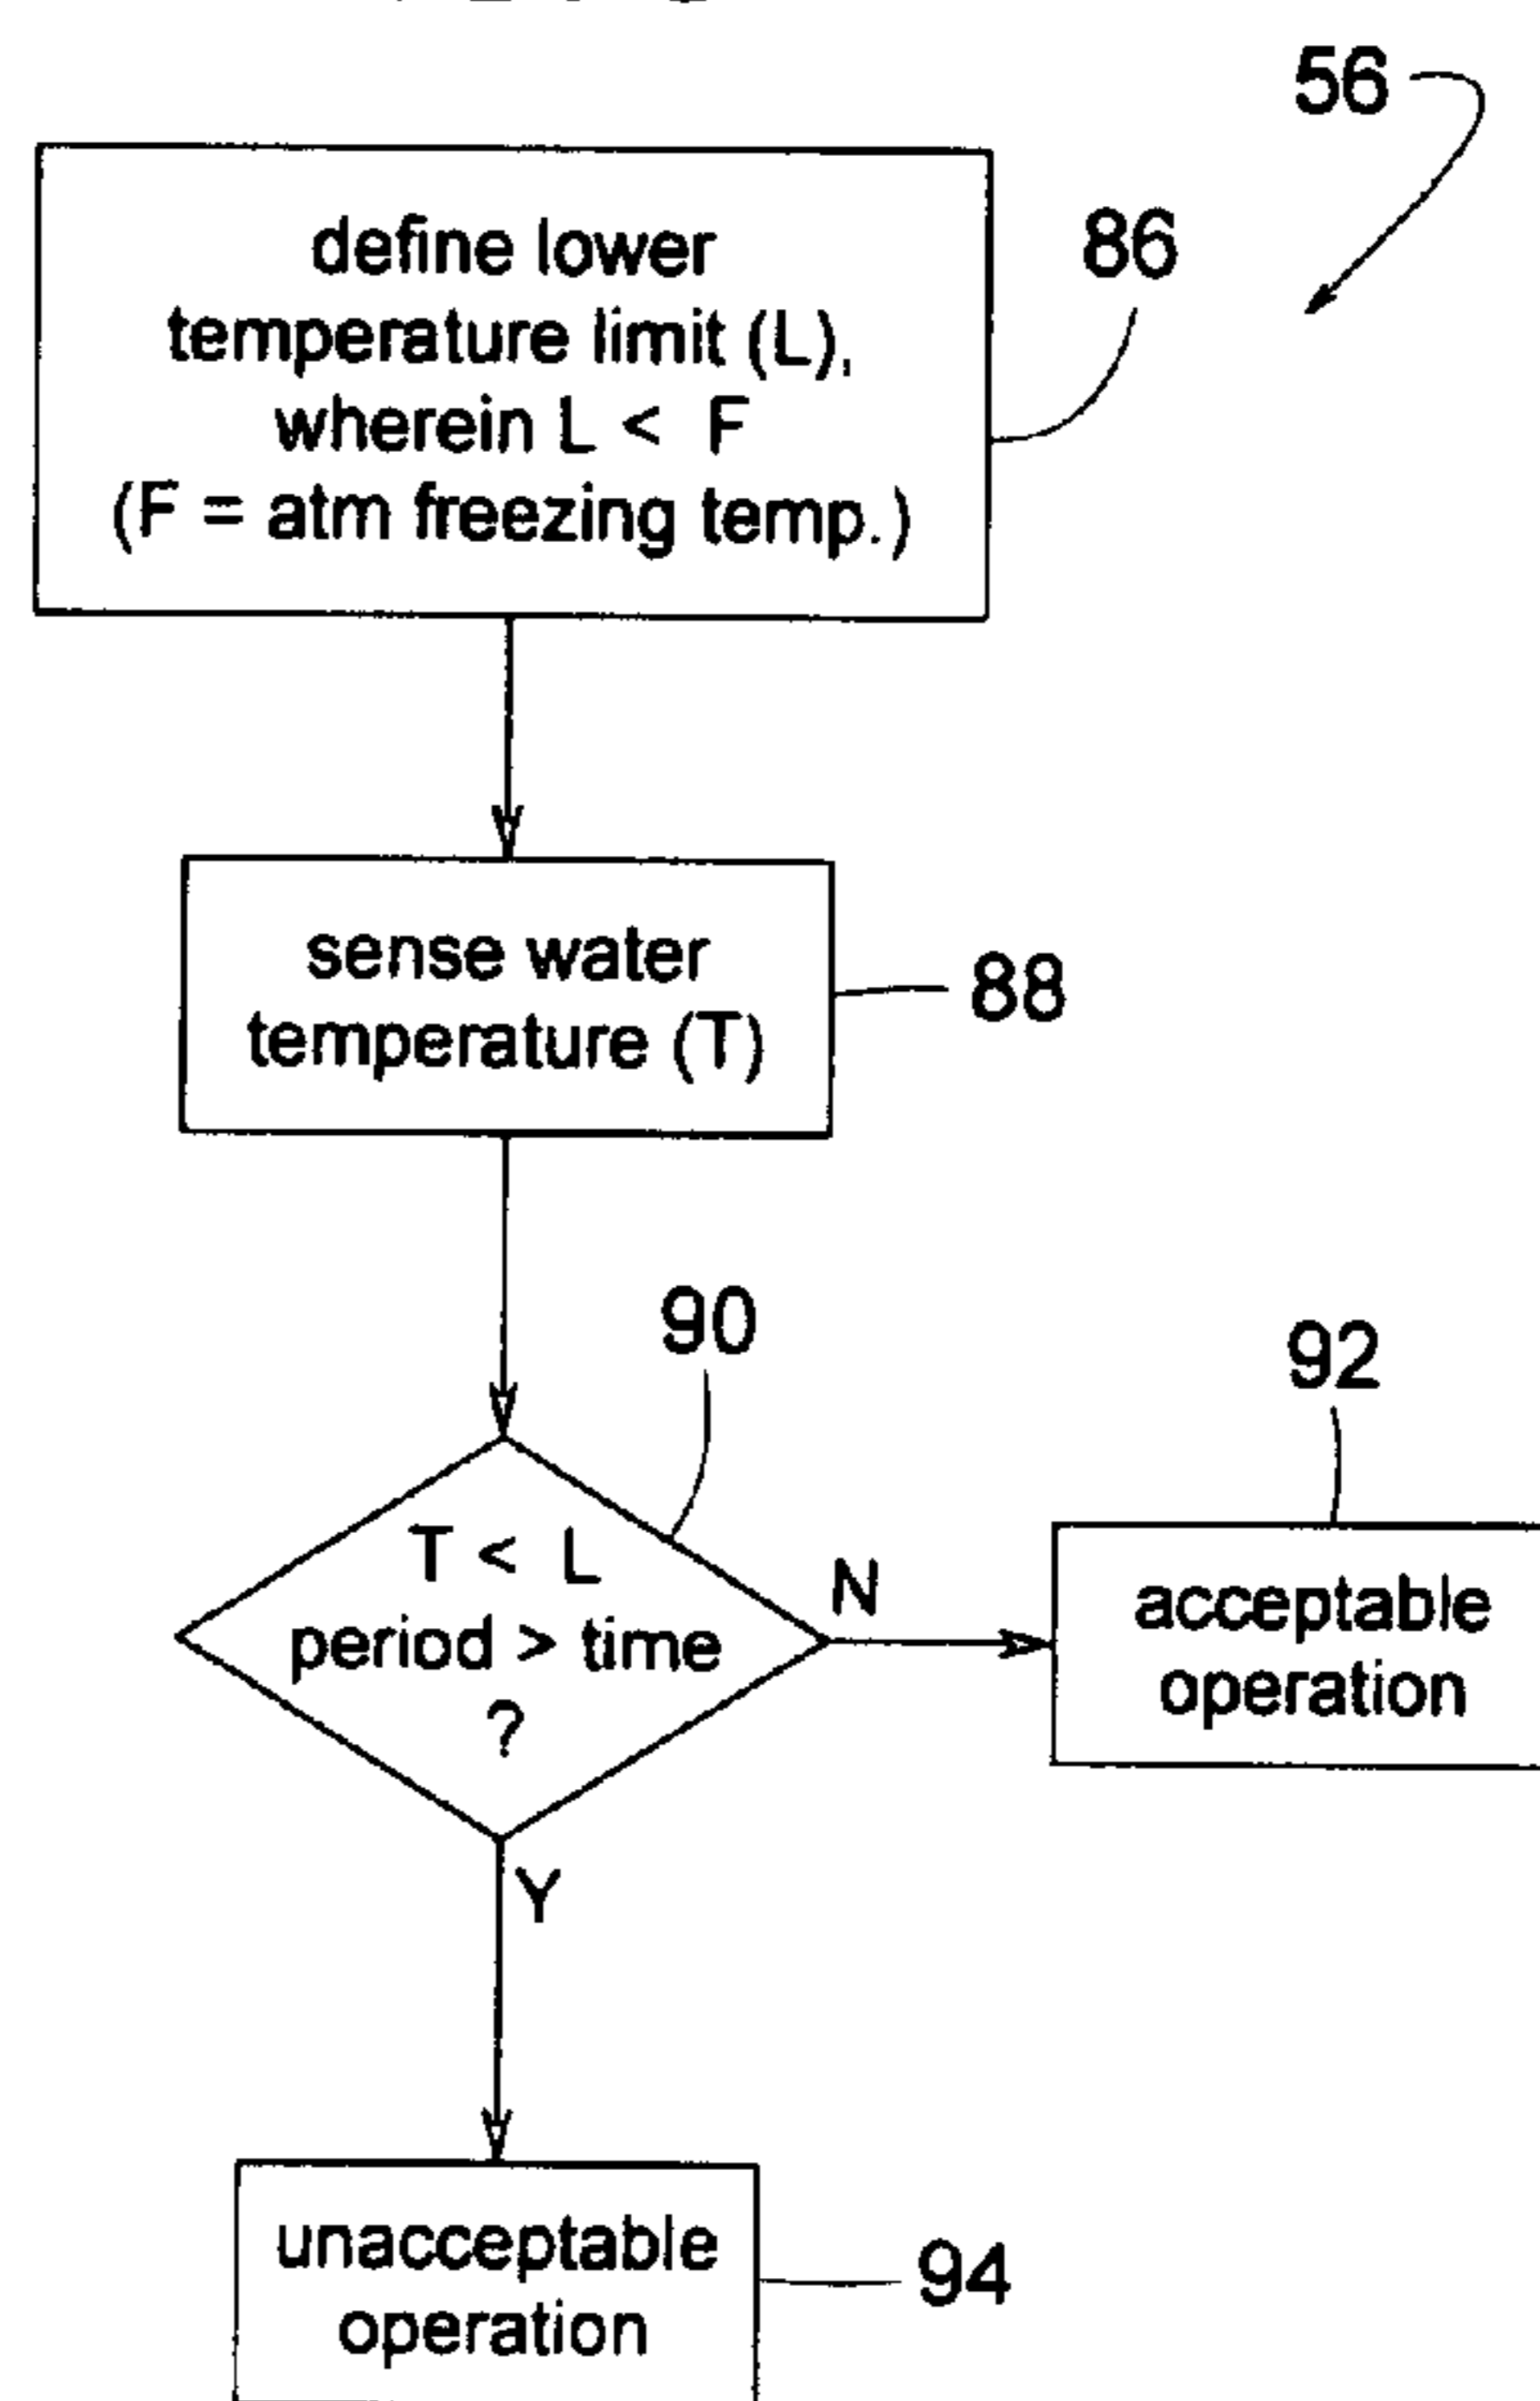 56
define lower
temperature limit (L),
wherein L < F
(F = atm freezing temp.)
86
sense water
temperature (T)
88
90
92
T < L
period > time
?
N
acceptable
operation
Y
unacceptable
operation
94